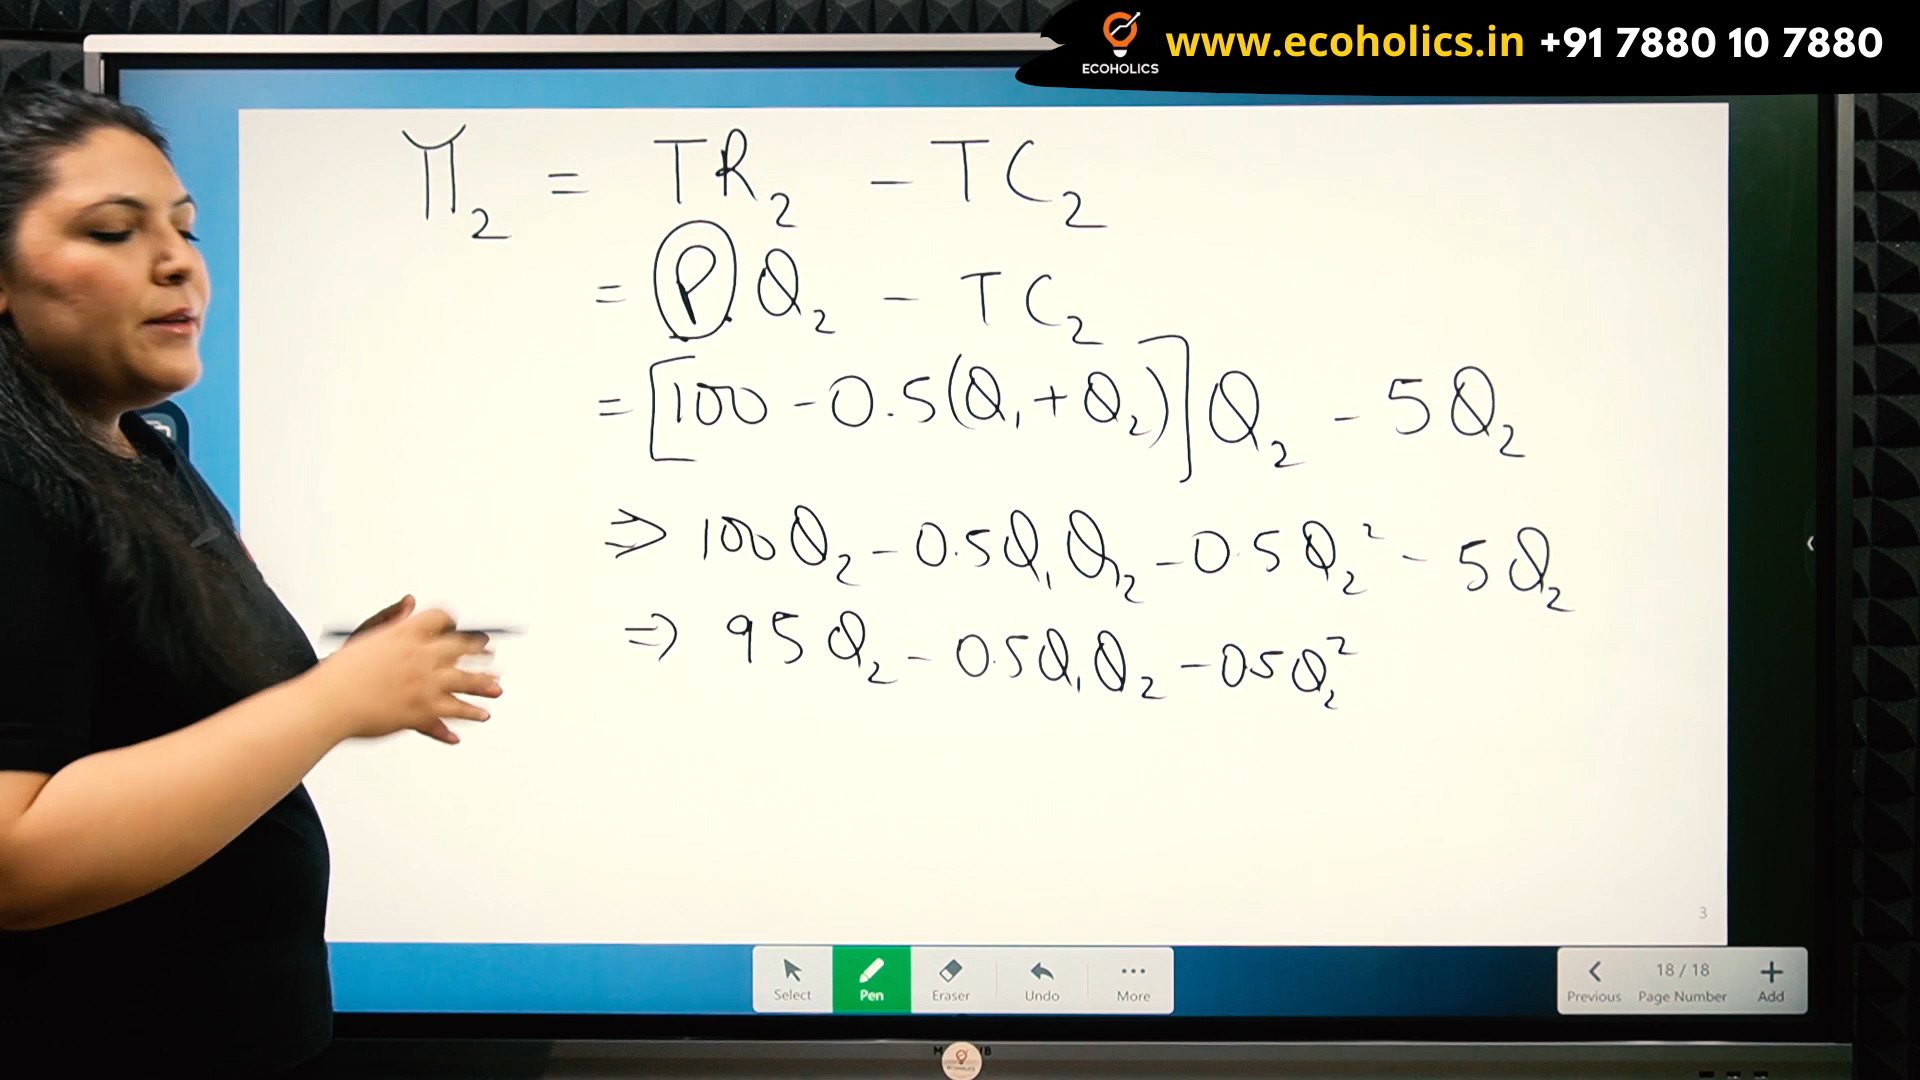 www.ecoholics.in +91 7880 10 7880
ECOHOLICS
π₂ = TR₂ - TC₂
= P Q₂ - TC₂
= [100 - 0.5(Q₁ + Q₂)] Q₂ - 5Q₂
⇒ 100Q₂ - 0.5Q₁Q₂ - 0.5Q₂² - 5Q₂
⇒ 95Q₂ - 0.5Q₁Q₂ - 0.5Q₂²
3
Select
Pen
Eraser
Undo
More
18 / 18
Previous
Page Number
Add